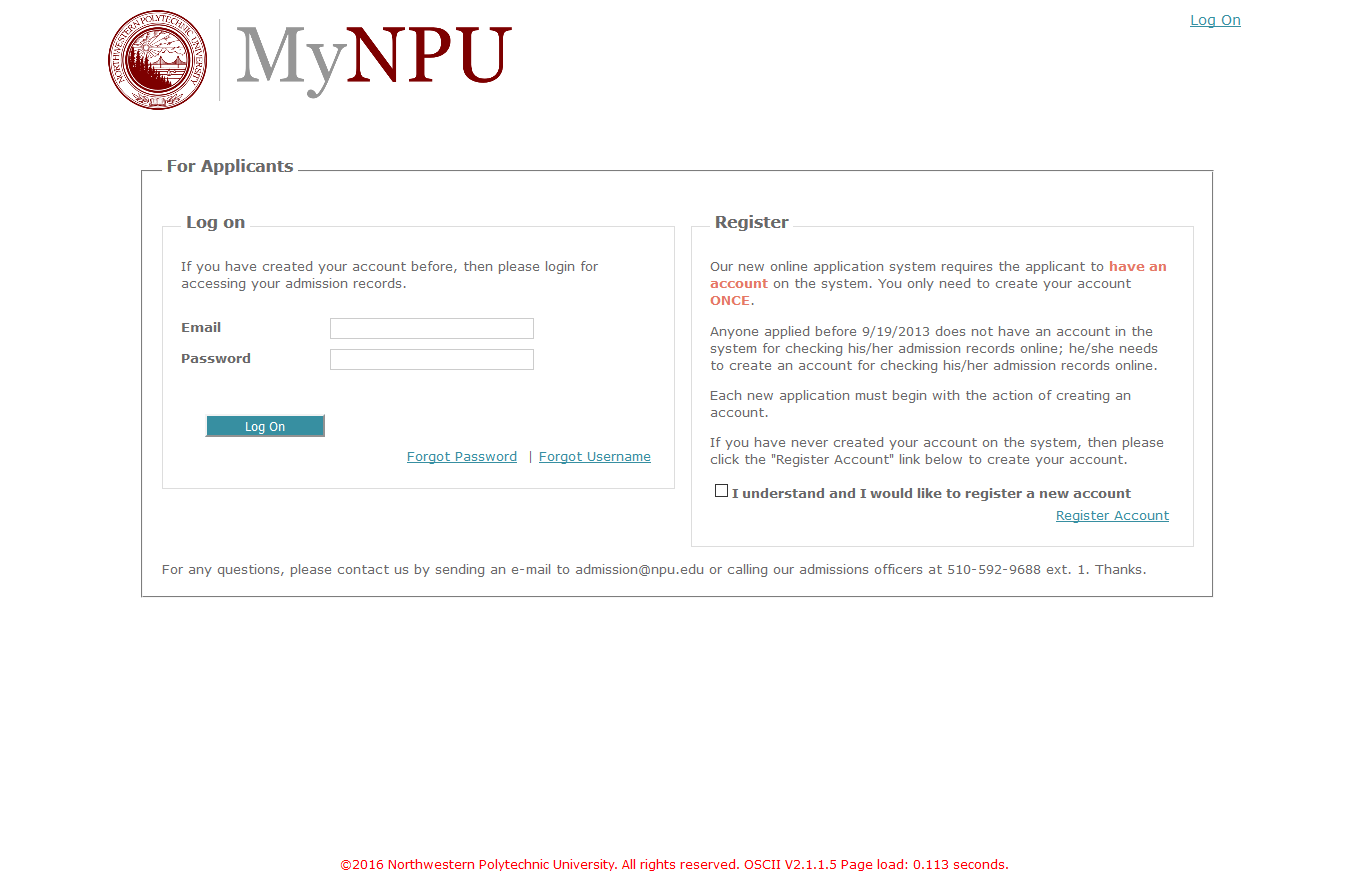 NORTHWESTERN POLYTECHNIC UNIVERSITY
MyNPU
Log On
For Applicants
Log on
If you have created your account before, then please login for
accessing your admission records.
Email
Password
Log On
Forgot Password | Forgot Username
Register
Our new online application system requires the applicant to have an
account on the system. You only need to create your account
ONCE.
Anyone applied before 9/19/2013 does not have an account in the
system for checking his/her admission records online; he/she needs
to create an account for checking his/her admission records online.
Each new application must begin with the action of creating an
account.
If you have never created your account on the system, then please
click the "Register Account" link below to create your account.
I understand and I would like to register a new account
Register Account
For any questions, please contact us by sending an e-mail to admission@npu.edu or calling our admissions officers at 510-592-9688 ext. 1. Thanks.
©2016 Northwestern Polytechnic University. All rights reserved. OSCII V2.1.1.5 Page load: 0.113 seconds.